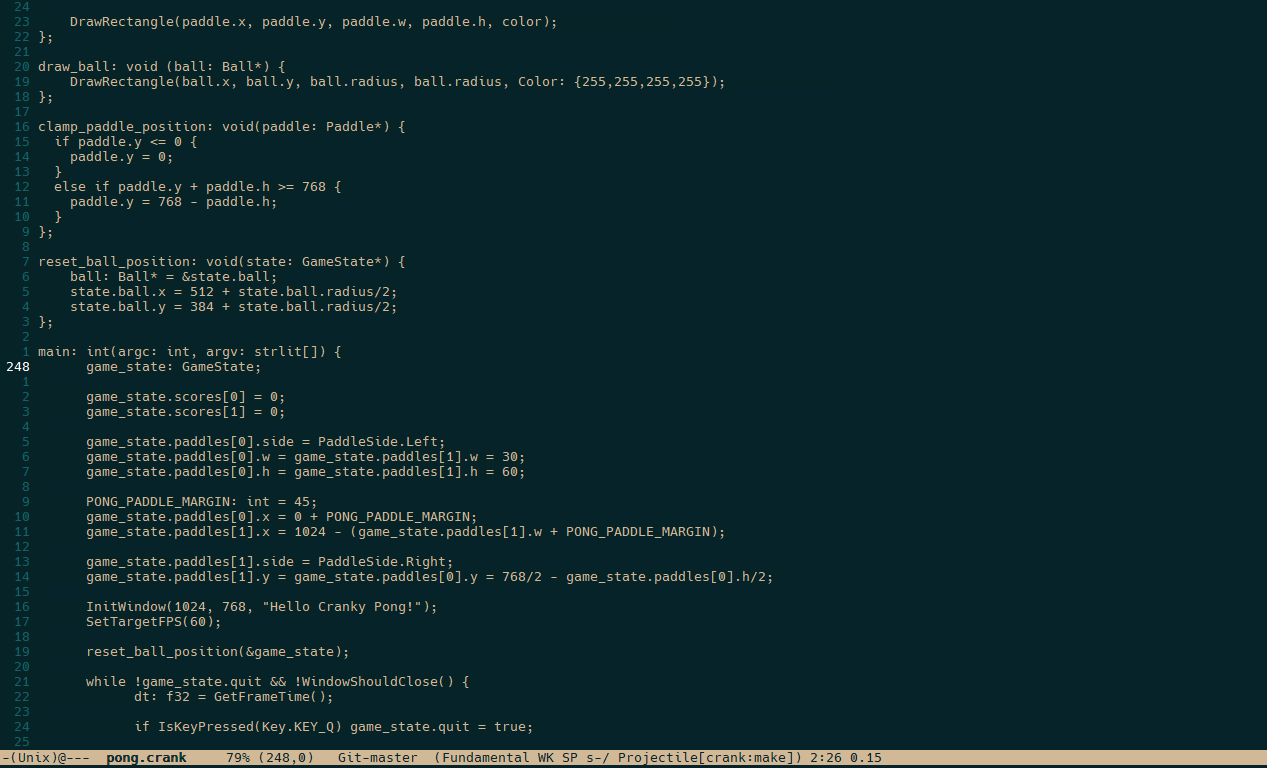 24
23     DrawRectangle(paddle.x, paddle.y, paddle.w, paddle.h, color);
22 };
21
20 draw_ball: void (ball: Ball*) {
19     DrawRectangle(ball.x, ball.y, ball.radius, ball.radius, Color: {255,255,255,255});
18 };
17
16 clamp_paddle_position: void(paddle: Paddle*) {
15   if paddle.y <= 0 {
14     paddle.y = 0;
13   }
12   else if paddle.y + paddle.h >= 768 {
11     paddle.y = 768 - paddle.h;
10   }
9 };
8
7 reset_ball_position: void(state: GameState*) {
6     ball: Ball* = &state.ball;
5     state.ball.x = 512 + state.ball.radius/2;
4     state.ball.y = 384 + state.ball.radius/2;
3 };
2
1 main: int(argc: int, argv: strlit[]) {
248       game_state: GameState;
1
2       game_state.scores[0] = 0;
3       game_state.scores[1] = 0;
4
5       game_state.paddles[0].side = PaddleSide.Left;
6       game_state.paddles[0].w = game_state.paddles[1].w = 30;
7       game_state.paddles[0].h = game_state.paddles[1].h = 60;
8
9       PONG_PADDLE_MARGIN: int = 45;
10       game_state.paddles[0].x = 0 + PONG_PADDLE_MARGIN;
11       game_state.paddles[1].x = 1024 - (game_state.paddles[1].w + PONG_PADDLE_MARGIN);
12
13       game_state.paddles[1].side = PaddleSide.Right;
14       game_state.paddles[1].y = game_state.paddles[0].y = 768/2 - game_state.paddles[0].h/2;
15
16       InitWindow(1024, 768, "Hello Cranky Pong!");
17       SetTargetFPS(60);
18
19       reset_ball_position(&game_state);
20
21       while !game_state.quit && !WindowShouldClose() {
22             dt: f32 = GetFrameTime();
23
24             if IsKeyPressed(Key.KEY_Q) game_state.quit = true;
25
-(Unix)@---  pong.crank     79% (248,0)   Git-master  (Fundamental WK SP s-/ Projectile[crank:make]) 2:26 0.15